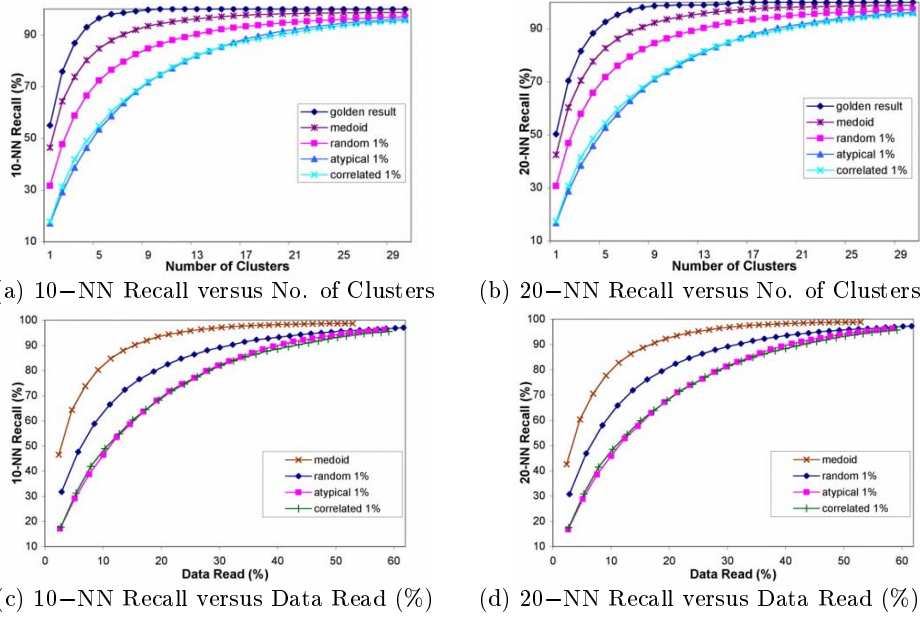 10-NN Recall (%)
90
70
50
30
10
golden result
medoid
random 1%
atypical 1%
correlated 1%
1 5 9 13 17 21 25 29
Number of Clusters
(a) 10–NN Recall versus No. of Clusters
20-NN Recall (%)
90
70
50
30
10
golden result
medoid
random 1%
atypical 1%
correlated 1%
1 5 9 13 17 21 25 29
Number of Clusters
(b) 20–NN Recall versus No. of Clusters
10-NN Recall (%)
100
90
80
70
60
50
40
30
20
10
medoid
random 1%
atypical 1%
correlated 1%
0 10 20 30 40 50 60
Data Read (%)
(c) 10–NN Recall versus Data Read (%)
20-NN Recall (%)
100
90
80
70
60
50
40
30
20
10
medoid
random 1%
atypical 1%
correlated 1%
0 10 20 30 40 50 60
Data Read (%)
(d) 20–NN Recall versus Data Read (%)